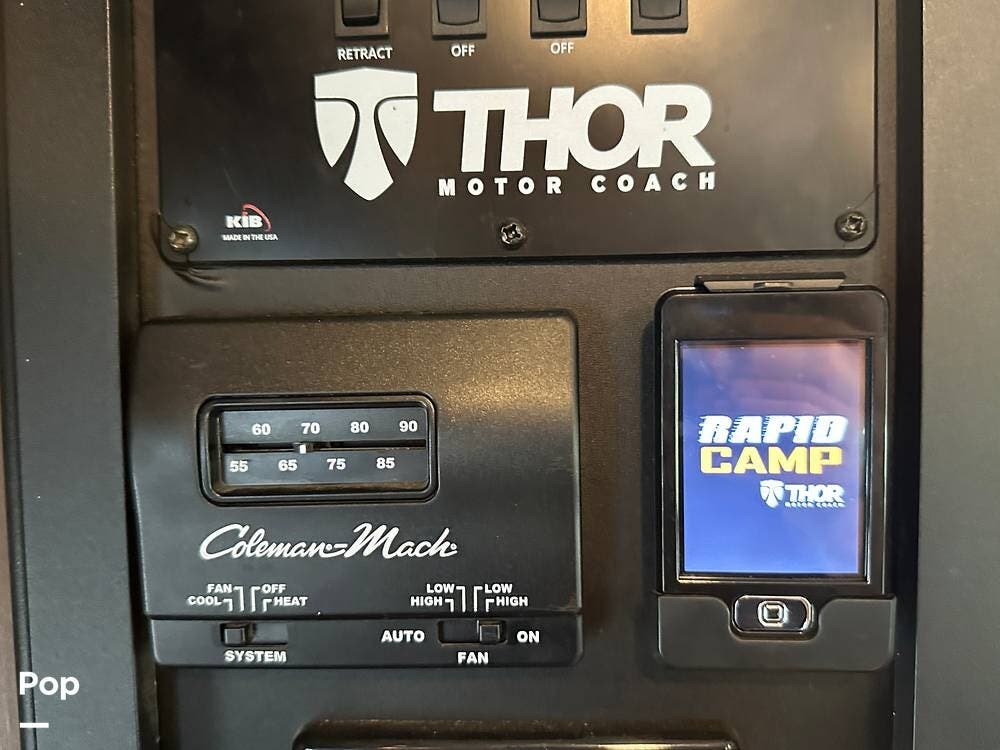 RETRACT OFF OFF
THOR
MOTOR COACH
KIB
MADE IN THE USA
60 70 80 90
55 65 75 85
Coleman-Mach
FAN OFF
COOL HEAT
LOW LOW
HIGH HIGH
AUTO ON
SYSTEM FAN
RAPID
CAMP
THOR
MOTOR COACH
Pop